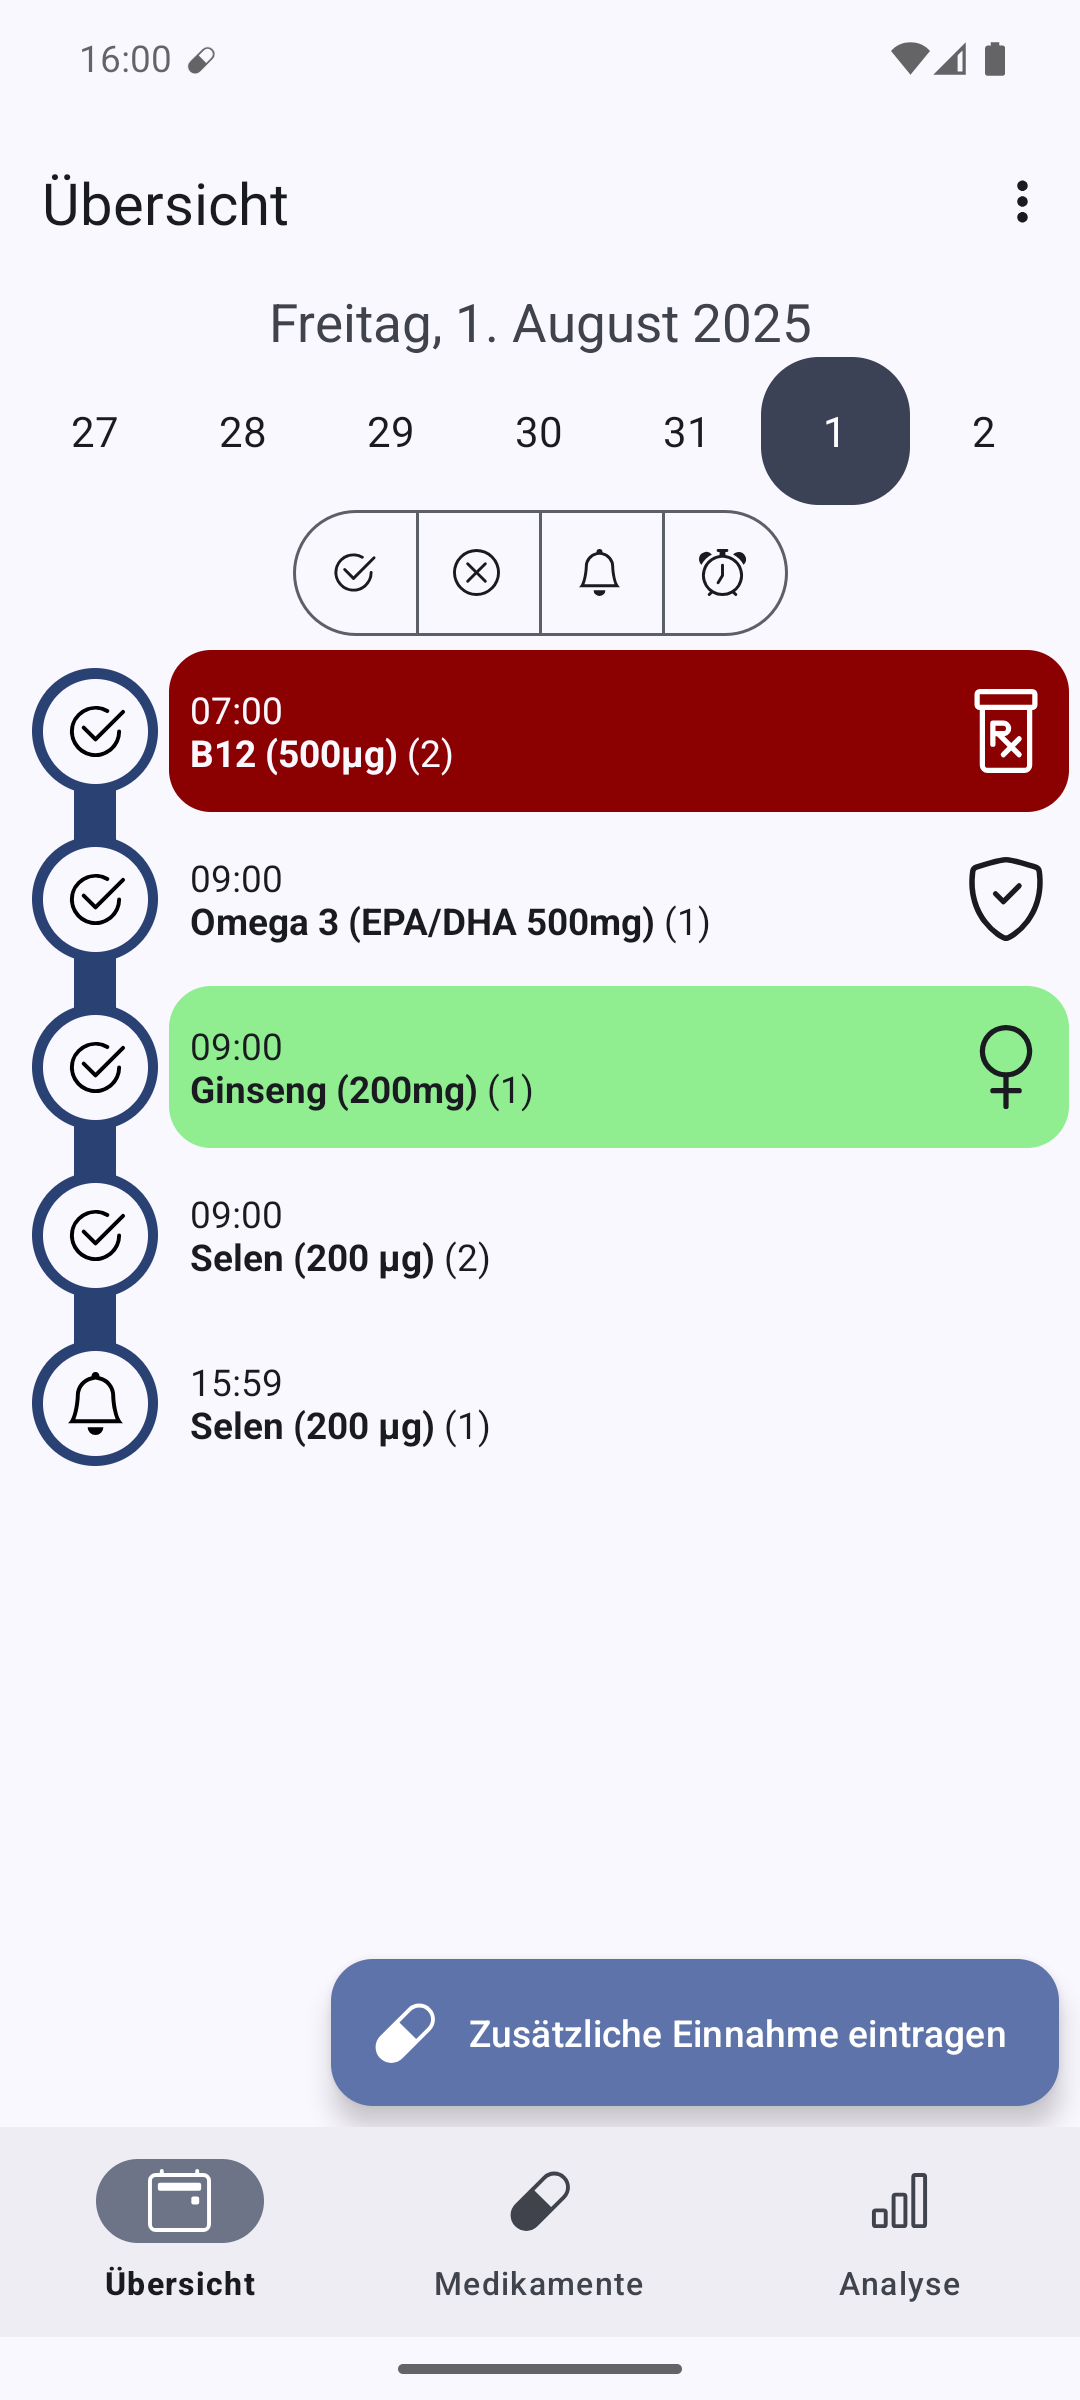 16:00
Übersicht
Freitag, 1. August 2025
27 28 29 30 31 1 2
07:00
B12 (500µg) (2)
09:00
Omega 3 (EPA/DHA 500mg) (1)
09:00
Ginseng (200mg) (1)
09:00
Selen (200 µg) (2)
15:59
Selen (200 µg) (1)
Zusätzliche Einnahme eintragen
Übersicht Medikamente Analyse